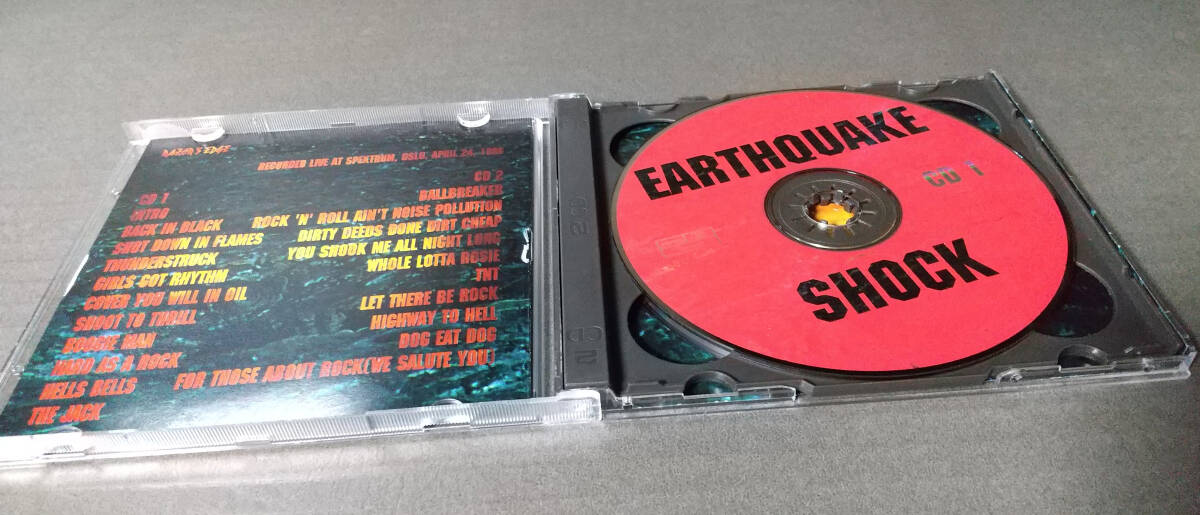 RAZOR'S EDGE
RECORDED LIVE AT SPEKTRUM, OSLO, APRIL 24, 1996
CD 1
INTRO
BACK IN BLACK
SHOT DOWN IN FLAMES
THUNDERSTRUCK
GIRLS GOT RHYTHM
COVER YOU WILL IN OIL
SHOOT TO THRILL
BOOGIE MAN
HARD AS A ROCK
HELLS BELLS
THE JACK
CD 2
BALLBREAKER
ROCK 'N' ROLL AIN'T NOISE POLLUTION
DIRTY DEEDS DONE DIRT CHEAP
YOU SHOOK ME ALL NIGHT LONG
WHOLE LOTTA ROSIE
TNT
LET THERE BE ROCK
HIGHWAY TO HELL
DOG EAT DOG
FOR THOSE ABOUT ROCK(WE SALUTE YOU)
EARTHQUAKE
CD 1
SHOCK